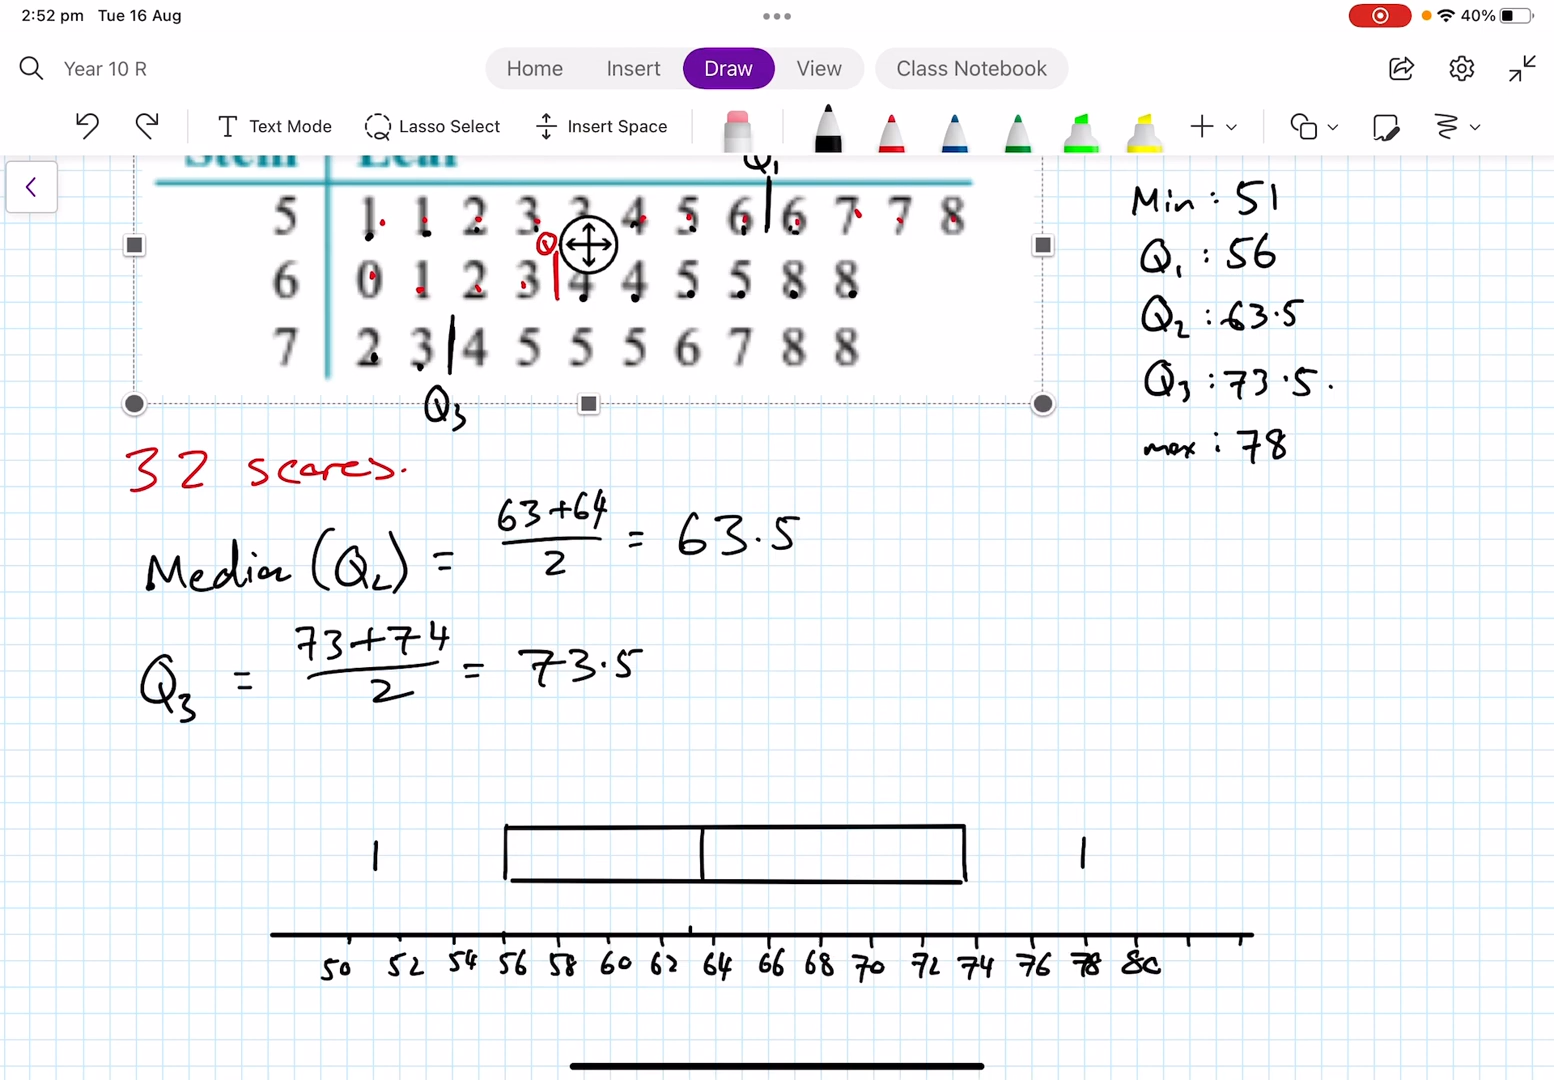 2:52 pm Tue 16 Aug
40%
Year 10 R
Home Insert Draw View Class Notebook
Text Mode Lasso Select Insert Space
Stem Leaf
Q1
5 1 1 2 3 3 4 5 6 6 7 7 8
Q
6 0 1 2 3 4 4 5 5 8 8
7 2 3 4 5 5 5 6 7 8 8
Q3
Min : 51
Q1 : 56
Q2 : 63.5
Q3 : 73.5.
max : 78
32 scores.
Median (Q2) = 63+64 / 2 = 63.5
Q3 = 73+74 / 2 = 73.5
50 52 54 56 58 60 62 64 66 68 70 72 74 76 78 80